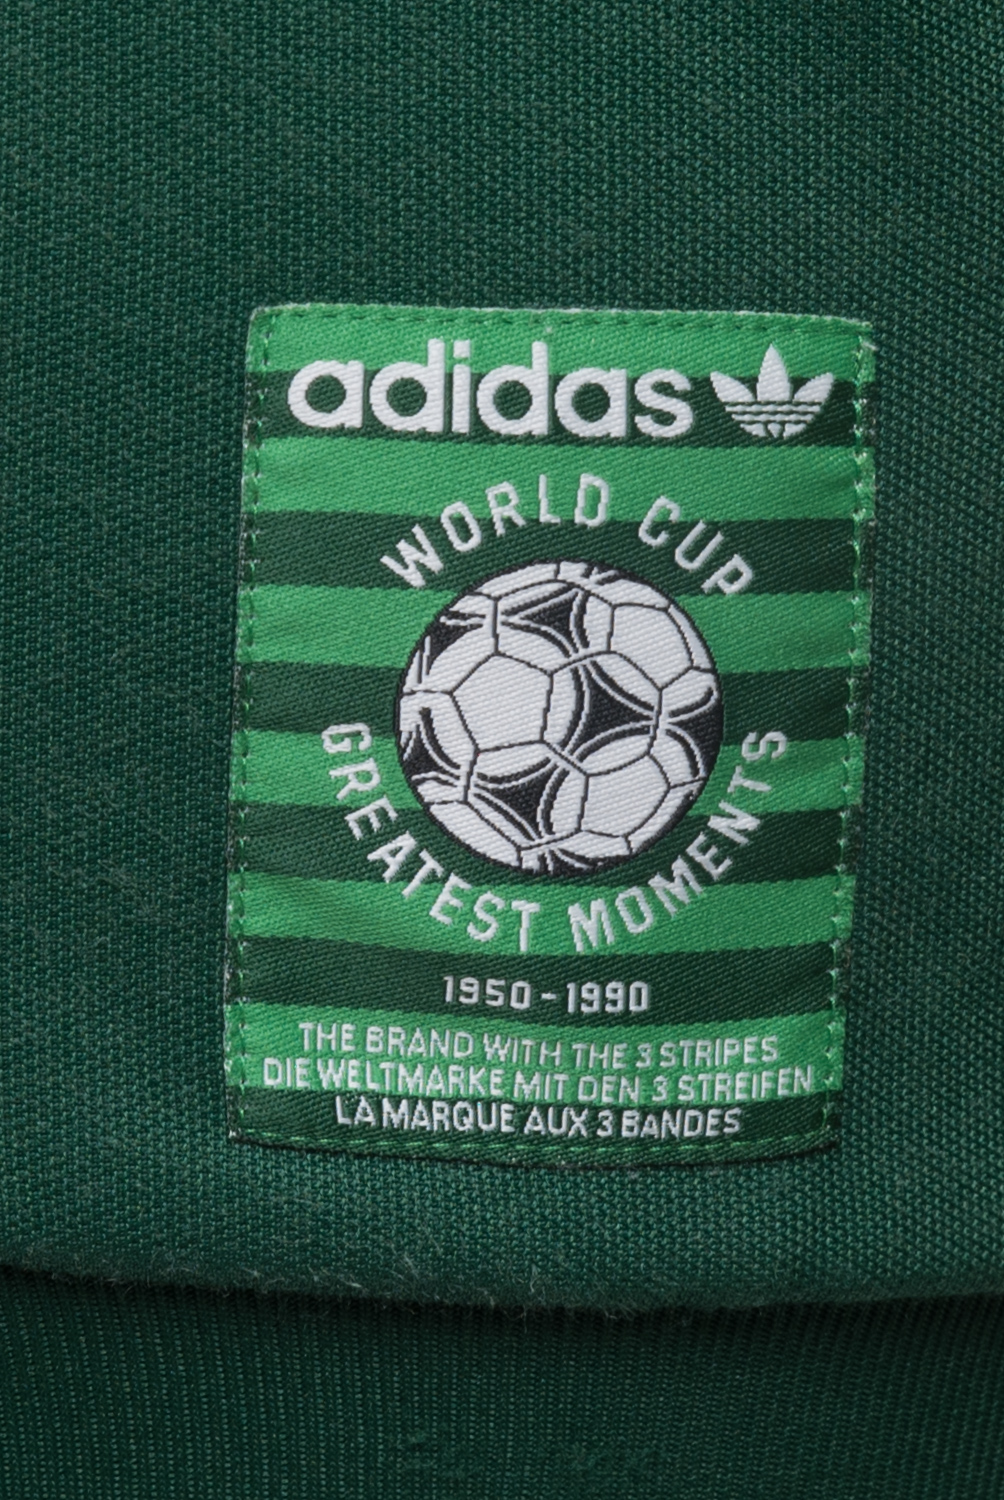 adidas
WORLD CUP
GREATEST MOMENTS
1950-1990
THE BRAND WITH THE 3 STRIPES
DIE WELTMARKE MIT DEN 3 STREIFEN
LA MARQUE AUX 3 BANDES